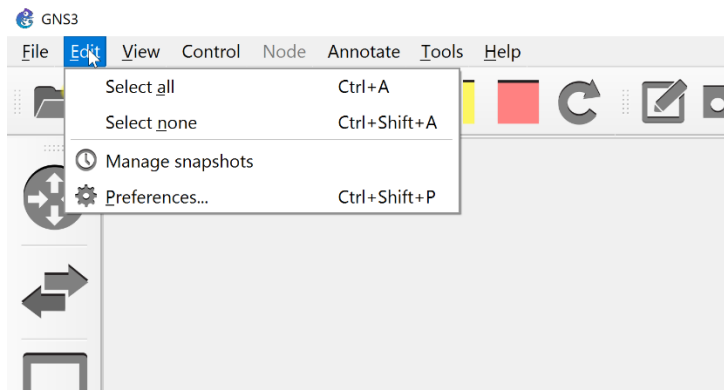 GNS3
File Edit View Control Node Annotate Tools Help
Select all Ctrl+A
Select none Ctrl+Shift+A
Manage snapshots
Preferences... Ctrl+Shift+P